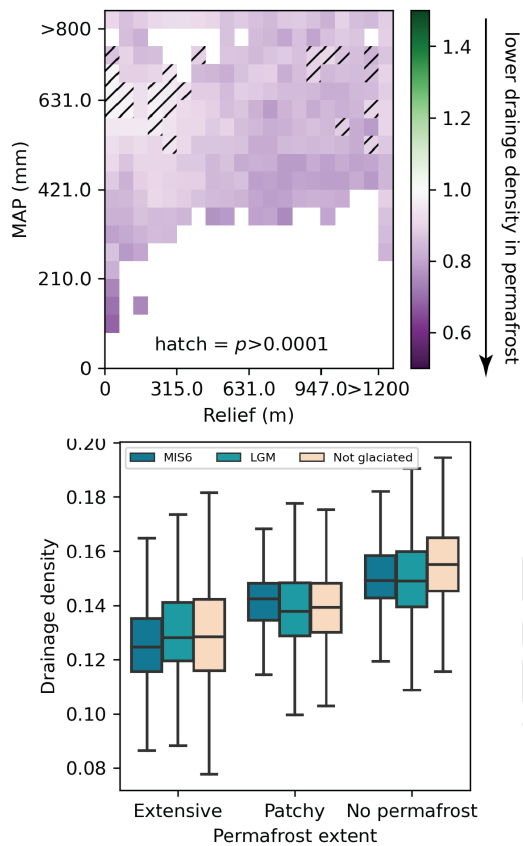 >800
631.0
421.0
210.0
0
MAP (mm)
0 315.0 631.0 947.0 >1200
Relief (m)
hatch = p>0.0001
1.4
1.2
1.0
0.8
0.6
lower drainge density in permafrost
0.20
0.18
0.16
0.14
0.12
0.10
0.08
Drainage density
MIS6 LGM Not glaciated
Extensive Patchy No permafrost
Permafrost extent